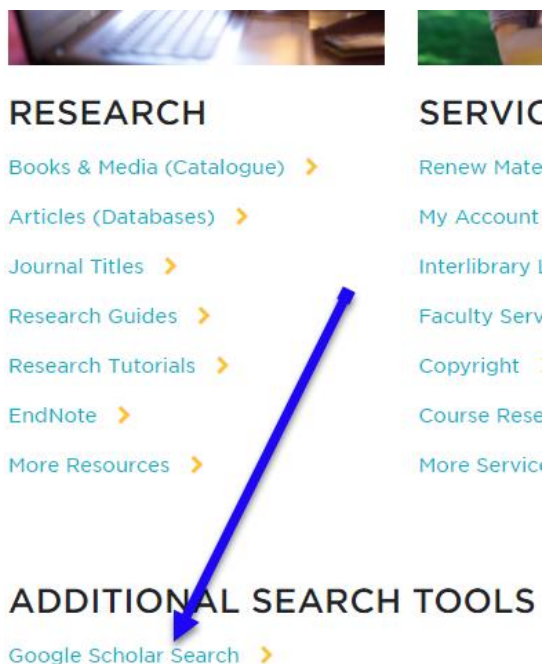 RESEARCH
Books & Media (Catalogue)
Articles (Databases)
Journal Titles
Research Guides
Research Tutorials
EndNote
More Resources
SERVIC
Renew Mate
My Account
Interlibrary L
Faculty Serv
Copyright
Course Rese
More Service
ADDITIONAL SEARCH TOOLS
Google Scholar Search